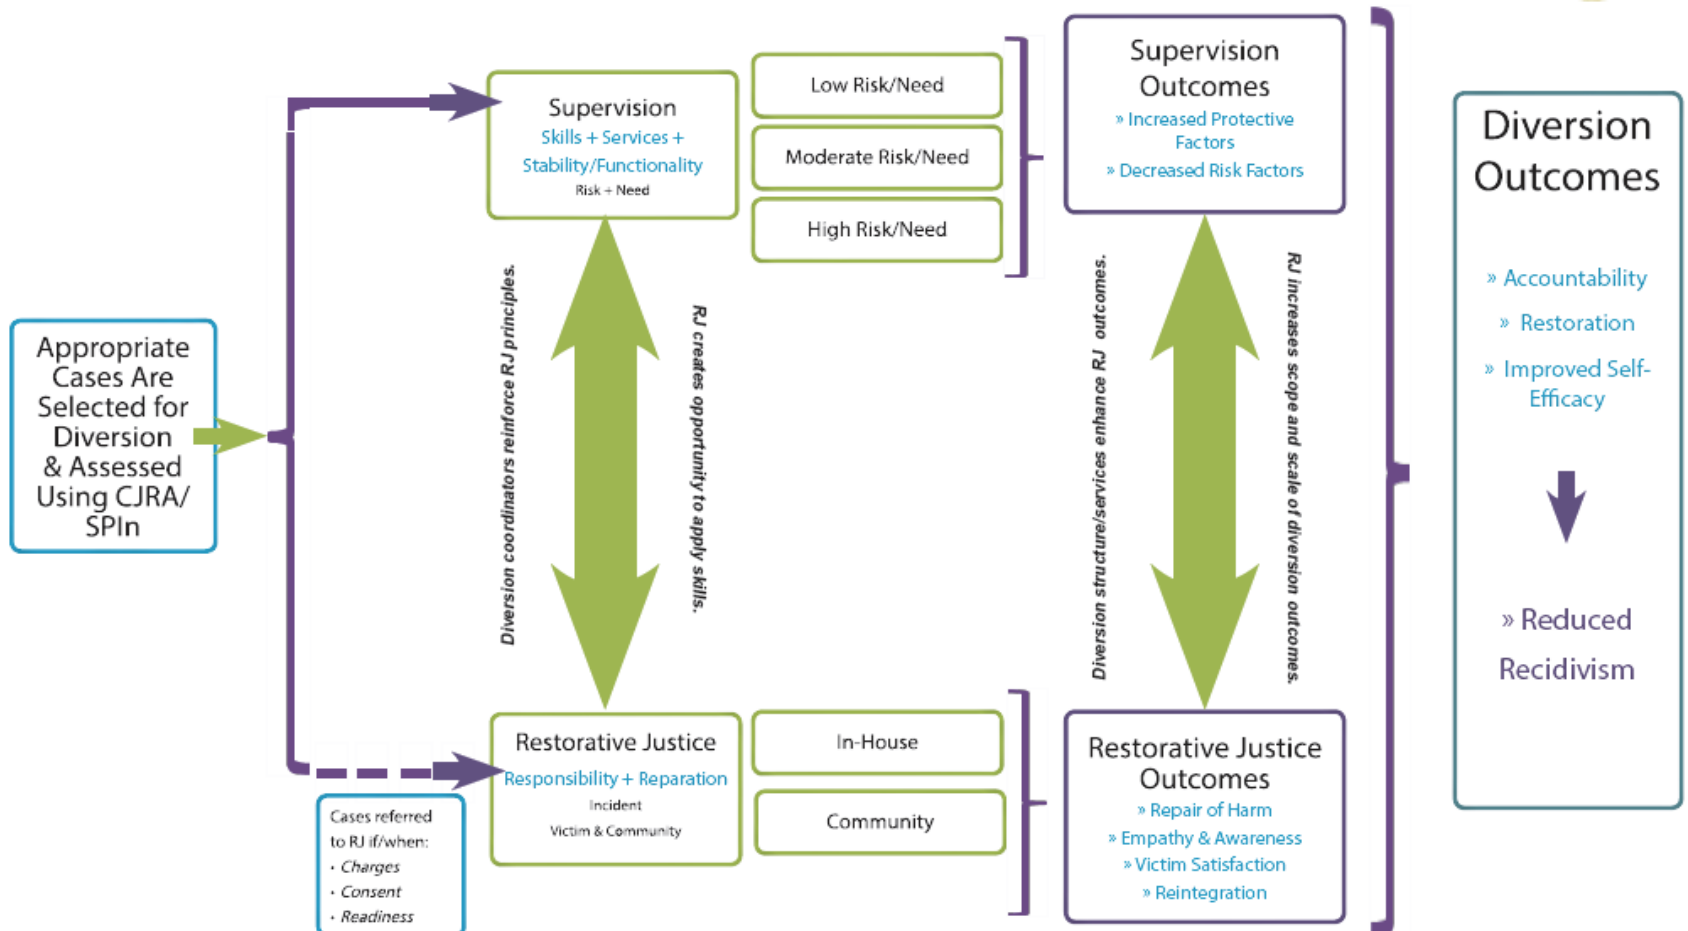 Appropriate
Cases Are
Selected for
Diversion
& Assessed
Using CJRA/
SPIn
Supervision
Skills + Services +
Stability/Functionality
Risk + Need
Low Risk/Need
Moderate Risk/Need
High Risk/Need
Supervision
Outcomes
» Increased Protective
Factors
» Decreased Risk Factors
Diversion coordinators reinforce RJ principles.
RJ creates opportunity to apply skills.
Diversion structure/services enhance RJ outcomes.
RJ increases scope and scale of diversion outcomes.
Cases referred
to RJ if/when:
• Charges
• Consent
• Readiness
Restorative Justice
Responsibility + Reparation
Incident
Victim & Community
In-House
Community
Restorative Justice
Outcomes
» Repair of Harm
» Empathy & Awareness
» Victim Satisfaction
» Reintegration
Diversion
Outcomes
» Accountability
» Restoration
» Improved Self-
Efficacy
» Reduced
Recidivism